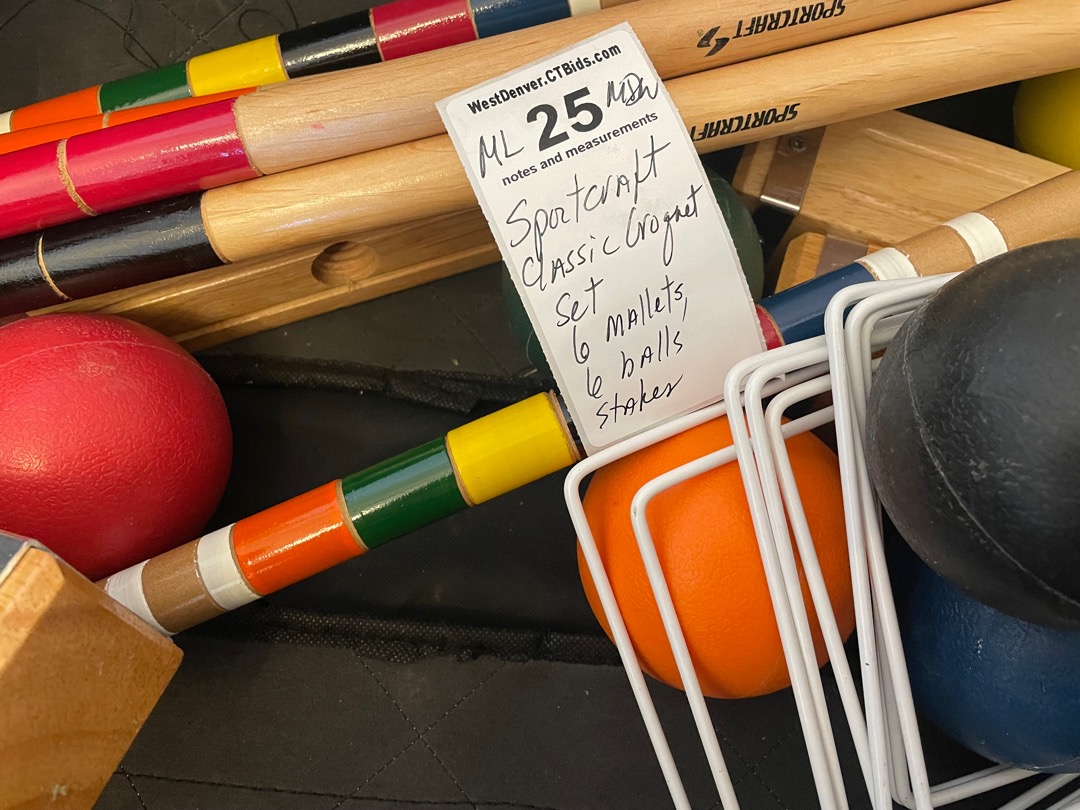 SPORTCRAFT
SPORTCRAFT
WestDenver.CTBids.com
ML 25 MSW
notes and measurements
Sportcraft
Classic Croquet
set
6 mallets,
6 balls
stakes